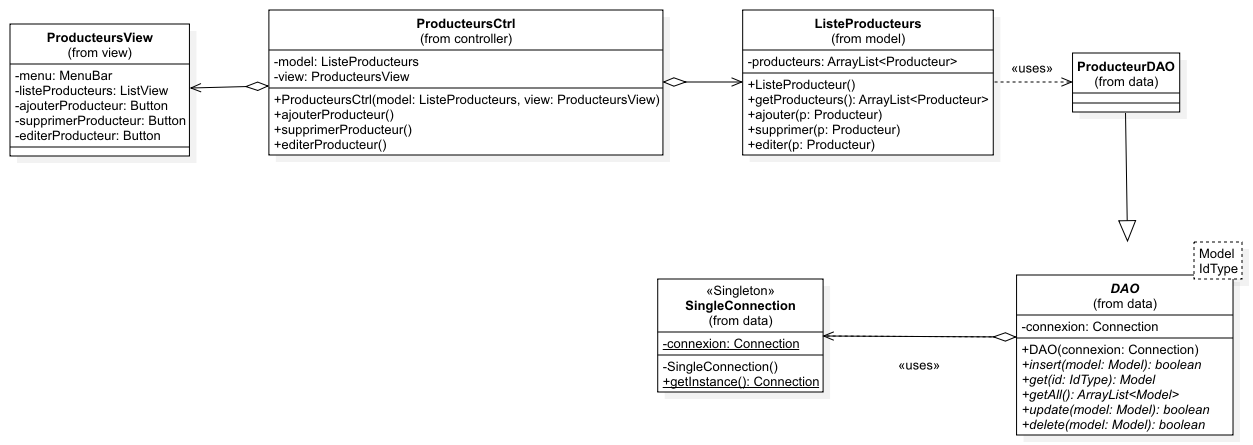 ProducteursView
(from view)
-menu: MenuBar
-listeProducteurs: ListView
-ajouterProducteur: Button
-supprimerProducteur: Button
-editerProducteur: Button
ProducteursCtrl
(from controller)
-model: ListeProducteurs
-view: ProducteursView
+ProducteursCtrl(model: ListeProducteurs, view: ProducteursView)
+ajouterProducteur()
+supprimerProducteur()
+editerProducteur()
ListeProducteurs
(from model)
-producteurs: ArrayList<Producteur>
+ListeProducteur()
+getProducteurs(): ArrayList<Producteur>
+ajouter(p: Producteur)
+supprimer(p: Producteur)
+editer(p: Producteur)
«uses»
ProducteurDAO
(from data)
«Singleton»
SingleConnection
(from data)
-connexion: Connection
-SingleConnection()
+getInstance(): Connection
«uses»
Model
IdType
DAO
(from data)
-connexion: Connection
+DAO(connexion: Connection)
+insert(model: Model): boolean
+get(id: IdType): Model
+getAll(): ArrayList<Model>
+update(model: Model): boolean
+delete(model: Model): boolean